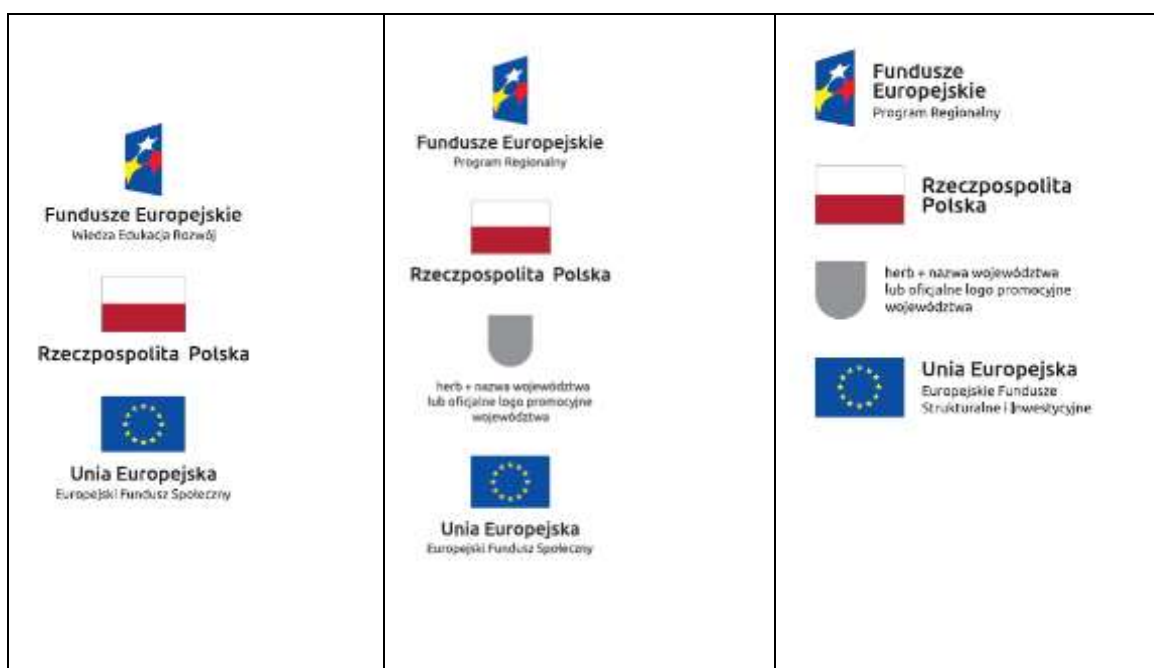 Fundusze Europejskie
Wiedza Edukacja Rozwój
Rzeczpospolita Polska
Unia Europejska
Europejski Fundusz Społeczny
Fundusze Europejskie
Program Regionalny
Rzeczpospolita Polska
herb + nazwa województwa
lub oficjalne logo promocyjne
województwa
Unia Europejska
Europejski Fundusz Społeczny
Fundusze
Europejskie
Program Regionalny
Rzeczpospolita
Polska
herb + nazwa województwa
lub oficjalne logo promocyjne
województwa
Unia Europejska
Europejskie Fundusze
Strukturalne i Inwestycyjne